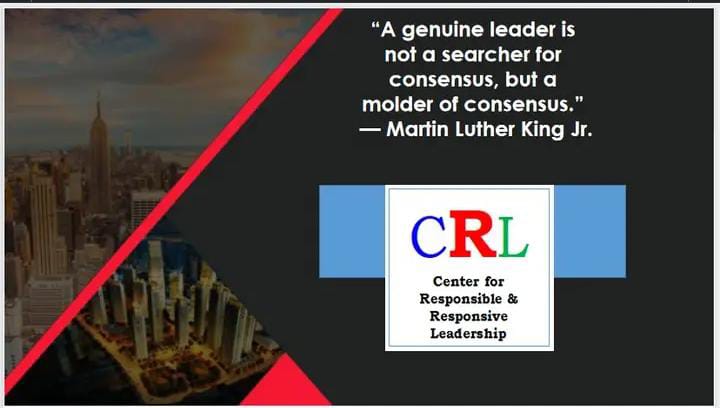 “A genuine leader is
not a searcher for
consensus, but a
molder of consensus.”
— Martin Luther King Jr.
CRL
Center for
Responsible &
Responsive
Leadership